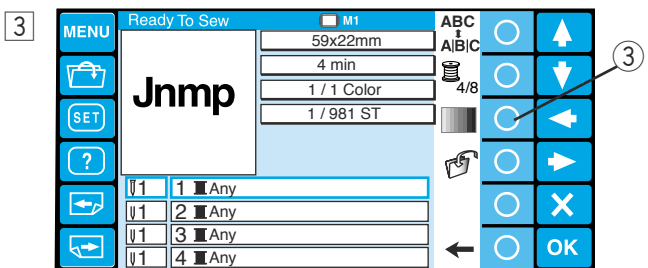 3
MENU
Ready To Sew
M1
ABC
A|B|C
59x22mm
4 min
4/8
3
Jnmp
1 / 1 Color
SET
1 / 981 ST
?
1
1 Any
1
2 Any
1
3 Any
1
4 Any
OK